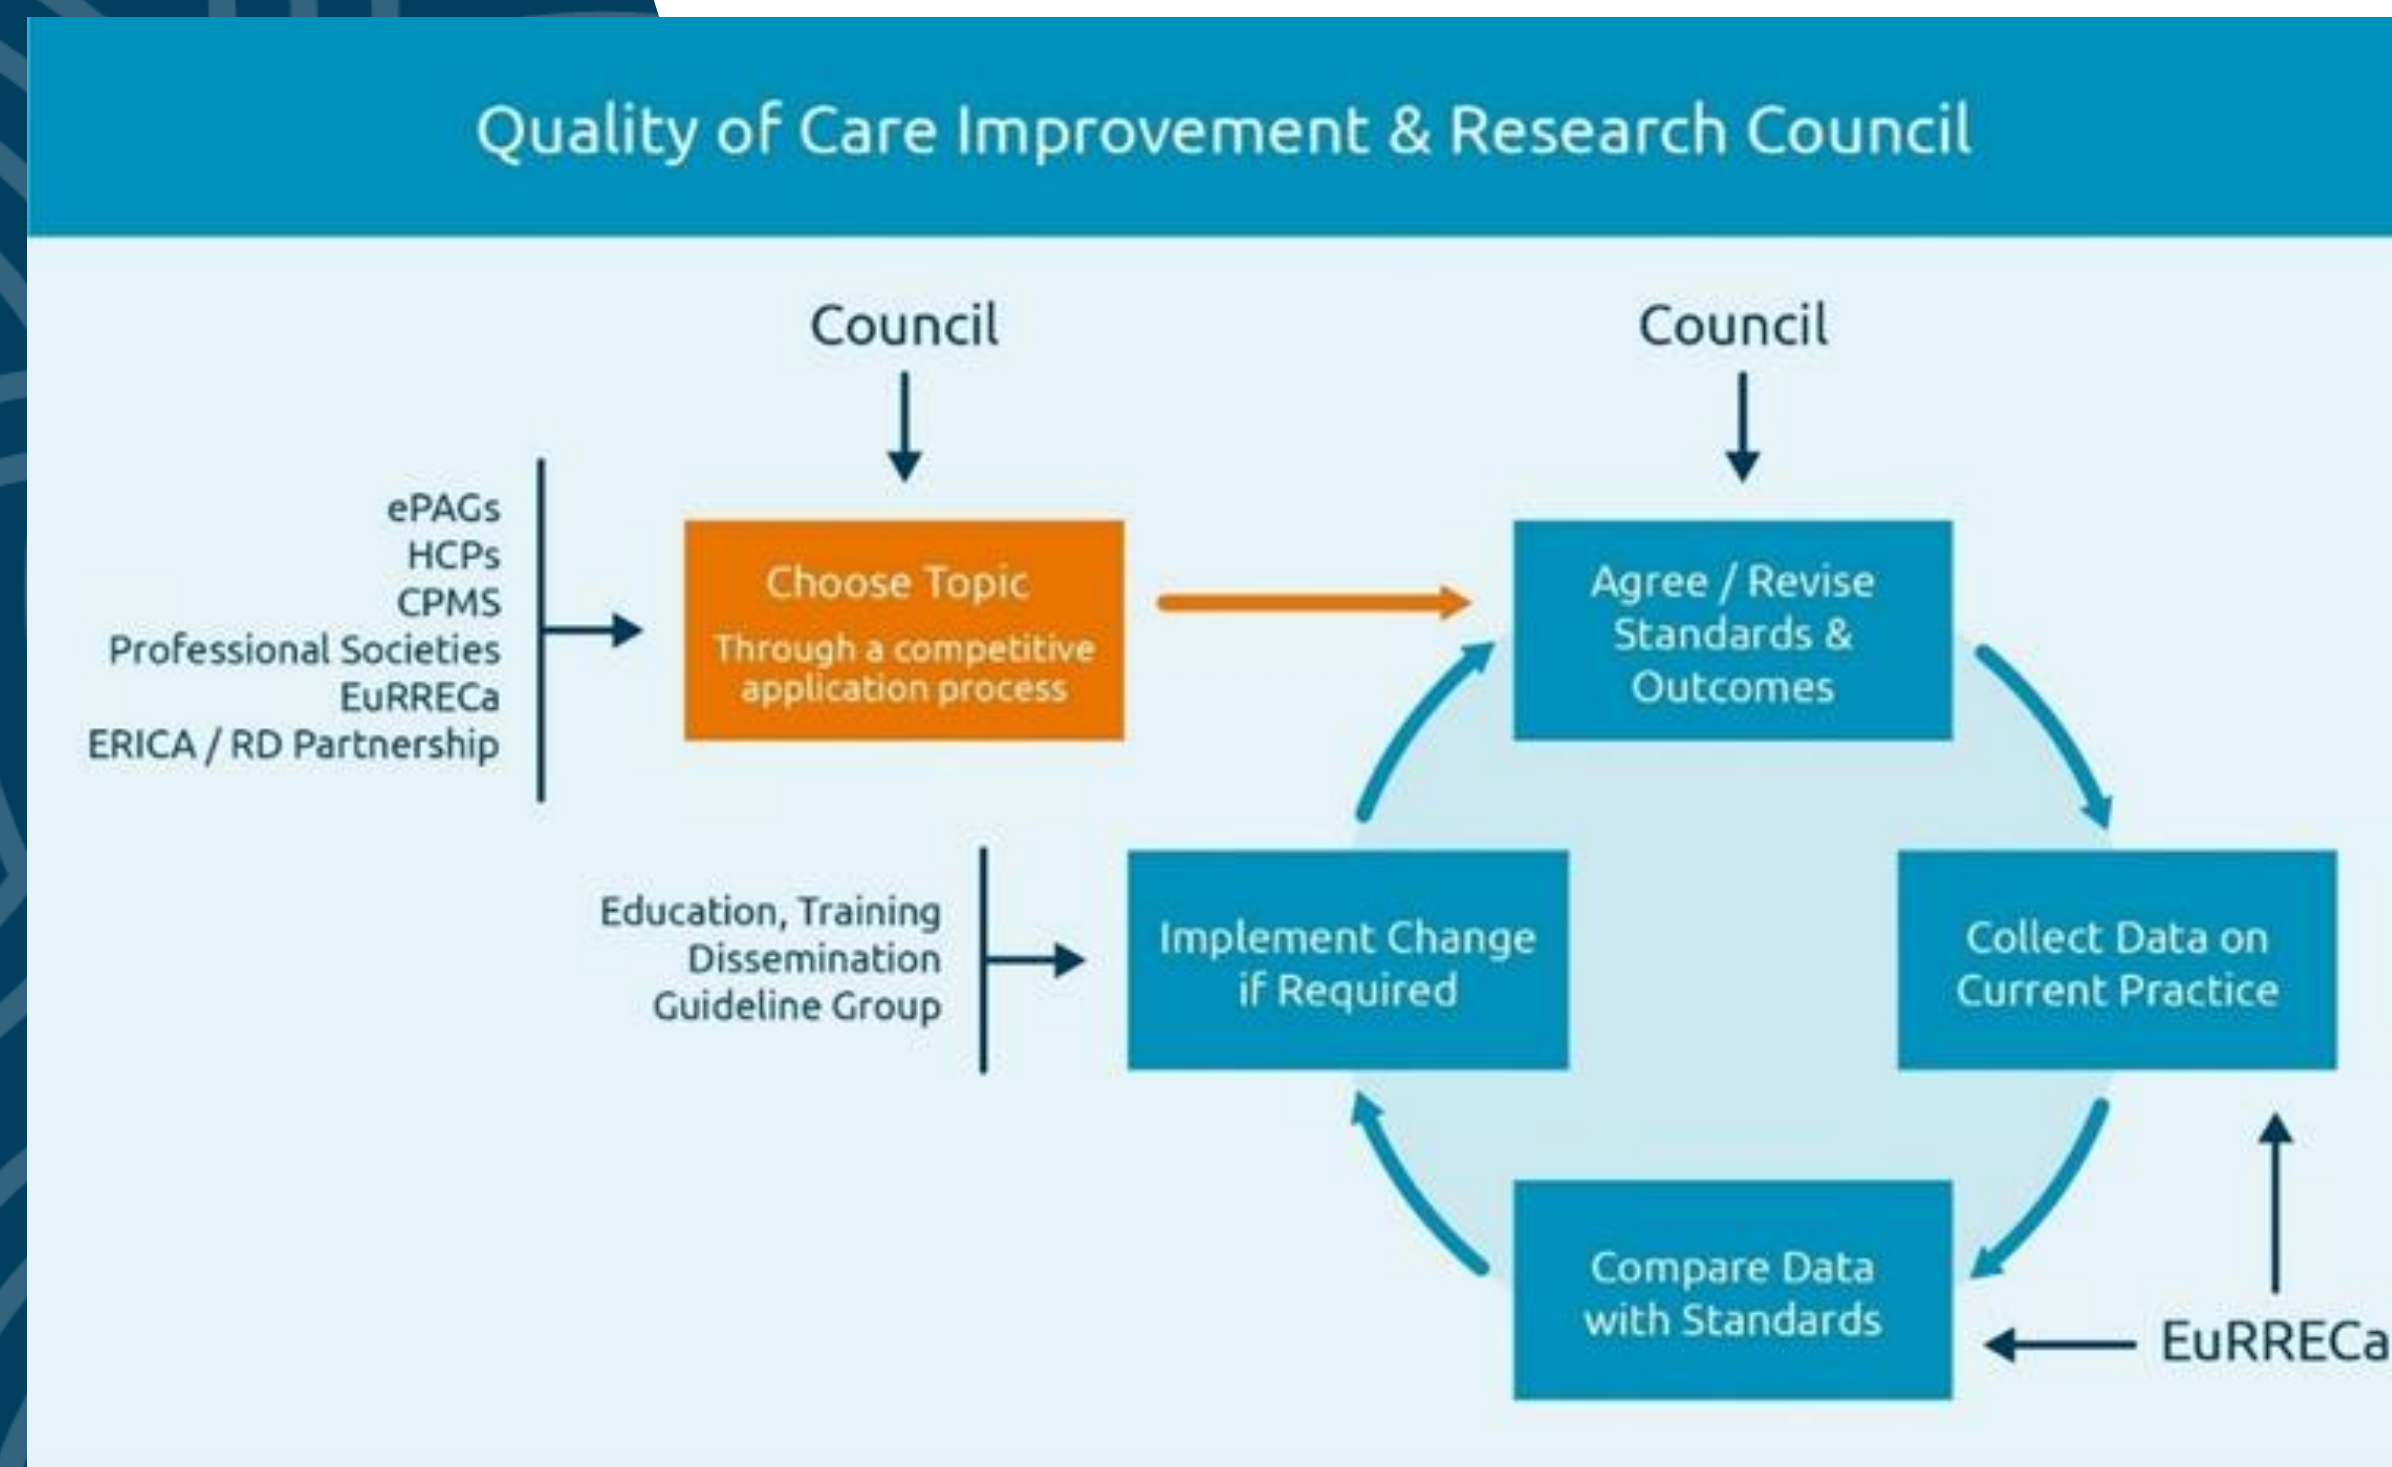 Quality of Care Improvement & Research Council
Council
Council
ePAGs
HCPs
CPMS
Professional Societies
EuRRECa
ERICA / RD Partnership
Choose Topic
Through a competitive
application process
Agree / Revise
Standards &
Outcomes
Education, Training
Dissemination
Guideline Group
Implement Change
if Required
Collect Data on
Current Practice
Compare Data
with Standards
EuRRECa